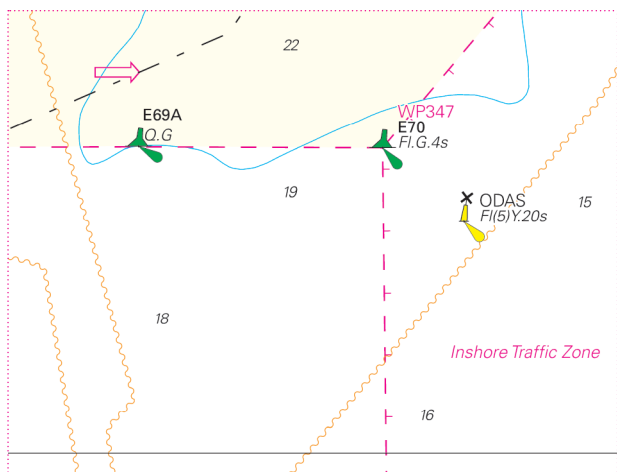 22
E69A
Q.G
WP347
E70
Fl.G.4s
19
ODAS
Fl(5)Y.20s
15
18
Inshore Traffic Zone
16